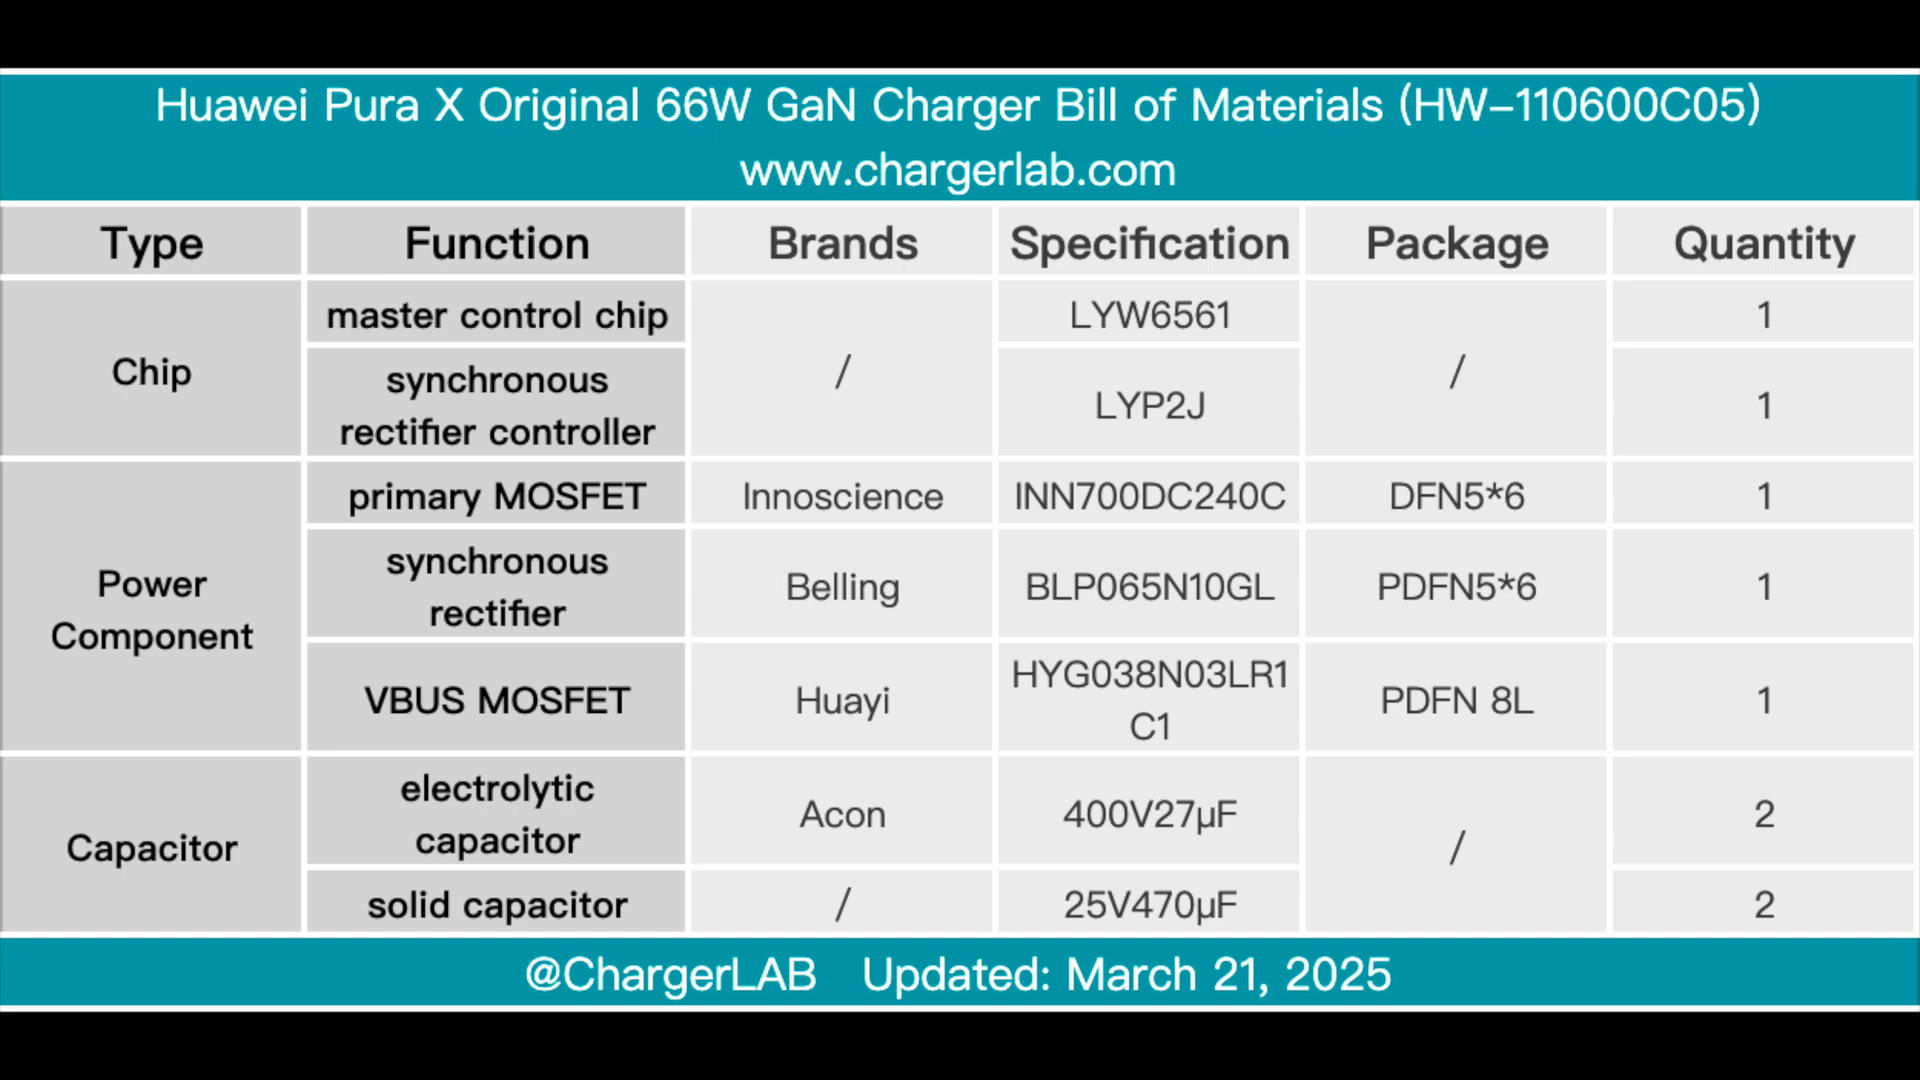 Huawei Pura X Original 66W GaN Charger Bill of Materials (HW-110600C05)
www.chargerlab.com
Type Function Brands Specification Package Quantity
Chip
master control chip
/
LYW6561
/
1
synchronous
rectifier controller
LYP2J
1
Power
Component
primary MOSFET
Innoscience
INN700DC240C
DFN5*6
1
synchronous
rectifier
Belling
BLP065N10GL
PDFN5*6
1
VBUS MOSFET
Huayi
HYG038N03LR1
C1
PDFN 8L
1
Capacitor
electrolytic
capacitor
Acon
400V27μF
/
2
solid capacitor
/
25V470μF
2
@ChargerLAB Updated: March 21, 2025